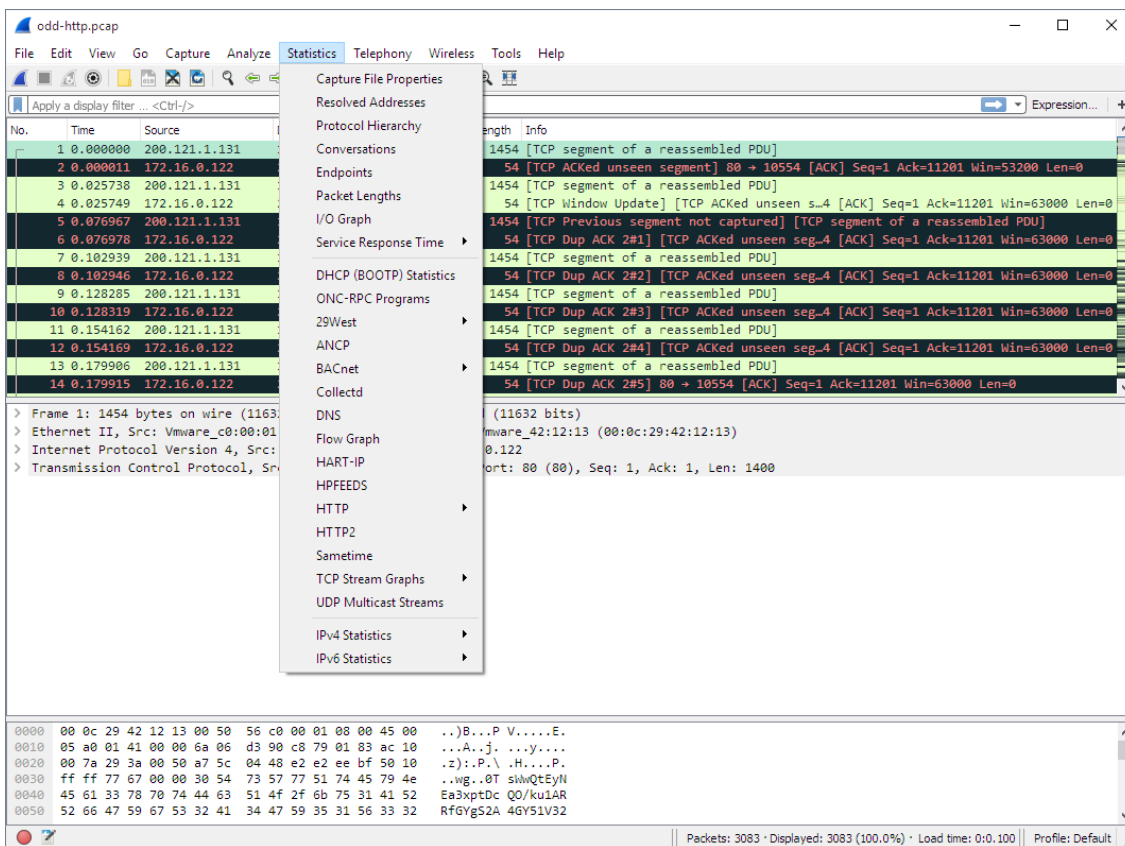 odd-http.pcap
File Edit View Go Capture Analyze Statistics Telephony Wireless Tools Help
Apply a display filter ... <Ctrl-/> Expression... +
No. Time Source ength Info
1 0.000000 200.121.1.131 1454 [TCP segment of a reassembled PDU]
2 0.000011 172.16.0.122 54 [TCP ACKed unseen segment] 80 → 10554 [ACK] Seq=1 Ack=11201 Win=53200 Len=0
3 0.025738 200.121.1.131 1454 [TCP segment of a reassembled PDU]
4 0.025749 172.16.0.122 54 [TCP Window Update] [TCP ACKed unseen s…4 [ACK] Seq=1 Ack=11201 Win=63000 Len=0
5 0.076967 200.121.1.131 1454 [TCP Previous segment not captured] [TCP segment of a reassembled PDU]
6 0.076978 172.16.0.122 54 [TCP Dup ACK 2#1] [TCP ACKed unseen seg…4 [ACK] Seq=1 Ack=11201 Win=63000 Len=0
7 0.102939 200.121.1.131 1454 [TCP segment of a reassembled PDU]
8 0.102946 172.16.0.122 54 [TCP Dup ACK 2#2] [TCP ACKed unseen seg…4 [ACK] Seq=1 Ack=11201 Win=63000 Len=0
9 0.128285 200.121.1.131 1454 [TCP segment of a reassembled PDU]
10 0.128319 172.16.0.122 54 [TCP Dup ACK 2#3] [TCP ACKed unseen seg…4 [ACK] Seq=1 Ack=11201 Win=63000 Len=0
11 0.154162 200.121.1.131 1454 [TCP segment of a reassembled PDU]
12 0.154169 172.16.0.122 54 [TCP Dup ACK 2#4] [TCP ACKed unseen seg…4 [ACK] Seq=1 Ack=11201 Win=63000 Len=0
13 0.179906 200.121.1.131 1454 [TCP segment of a reassembled PDU]
14 0.179915 172.16.0.122 54 [TCP Dup ACK 2#5] 80 → 10554 [ACK] Seq=1 Ack=11201 Win=63000 Len=0
Capture File Properties
Resolved Addresses
Protocol Hierarchy
Conversations
Endpoints
Packet Lengths
I/O Graph
Service Response Time
DHCP (BOOTP) Statistics
ONC-RPC Programs
29West
ANCP
BACnet
Collectd
DNS
Flow Graph
HART-IP
HPFEEDS
HTTP
HTTP2
Sametime
TCP Stream Graphs
UDP Multicast Streams
IPv4 Statistics
IPv6 Statistics
> Frame 1: 1454 bytes on wire (1163 (11632 bits)
> Ethernet II, Src: Vmware_c0:00:01 mware_42:12:13 (00:0c:29:42:12:13)
> Internet Protocol Version 4, Src: 0.122
> Transmission Control Protocol, Sr ort: 80 (80), Seq: 1, Ack: 1, Len: 1400
0000 00 0c 29 42 12 13 00 50 56 c0 00 01 08 00 45 00 ..)B...P V.....E.
0010 05 a0 01 41 00 00 6a 06 d3 90 c8 79 01 83 ac 10 ...A..j. ...y....
0020 00 7a 29 3a 00 50 a7 5c 04 48 e2 e2 ee bf 50 10 .z):.P.\ .H....P.
0030 ff ff 77 67 00 00 30 54 73 57 77 51 74 45 79 4e ..wg..0T sWwQtEyN
0040 45 61 33 78 70 74 44 63 51 4f 2f 6b 75 31 41 52 Ea3xptDc QO/ku1AR
0050 52 66 47 59 67 53 32 41 34 47 59 35 31 56 33 32 RfGYgS2A 4GY51V32
Packets: 3083 · Displayed: 3083 (100.0%) · Load time: 0:0.100 Profile: Default